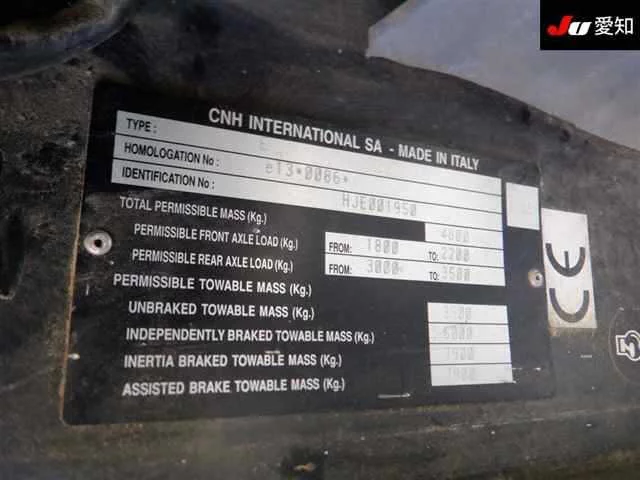 JU 愛知
CNH INTERNATIONAL SA - MADE IN ITALY
TYPE :
HOMOLOGATION No : e13*0086*
IDENTIFICATION No : HJE001950
TOTAL PERMISSIBLE MASS (Kg.) 4800
PERMISSIBLE FRONT AXLE LOAD (Kg.) FROM: 1800 TO: 2200
PERMISSIBLE REAR AXLE LOAD (Kg.) FROM: 3000 TO: 3500
PERMISSIBLE TOWABLE MASS (Kg.)
UNBRAKED TOWABLE MASS (Kg.) 3500
INDEPENDENTLY BRAKED TOWABLE MASS (Kg.) 6000
INERTIA BRAKED TOWABLE MASS (Kg.)
ASSISTED BRAKE TOWABLE MASS (Kg.)
CE